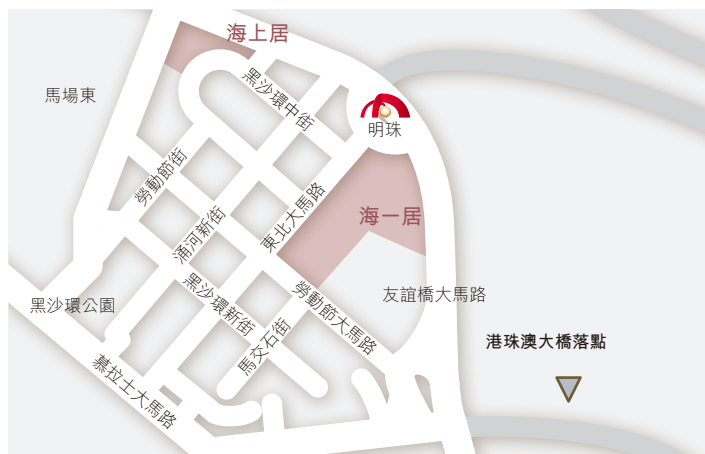 海上居
黑沙環中街
馬場東
明珠
勞動節街
東北大馬路
海一居
涌河新街
黑沙環公園
黑沙環新街
勞動節大馬路
友誼橋大馬路
馬交石街
港珠澳大橋落點
慕拉士大馬路